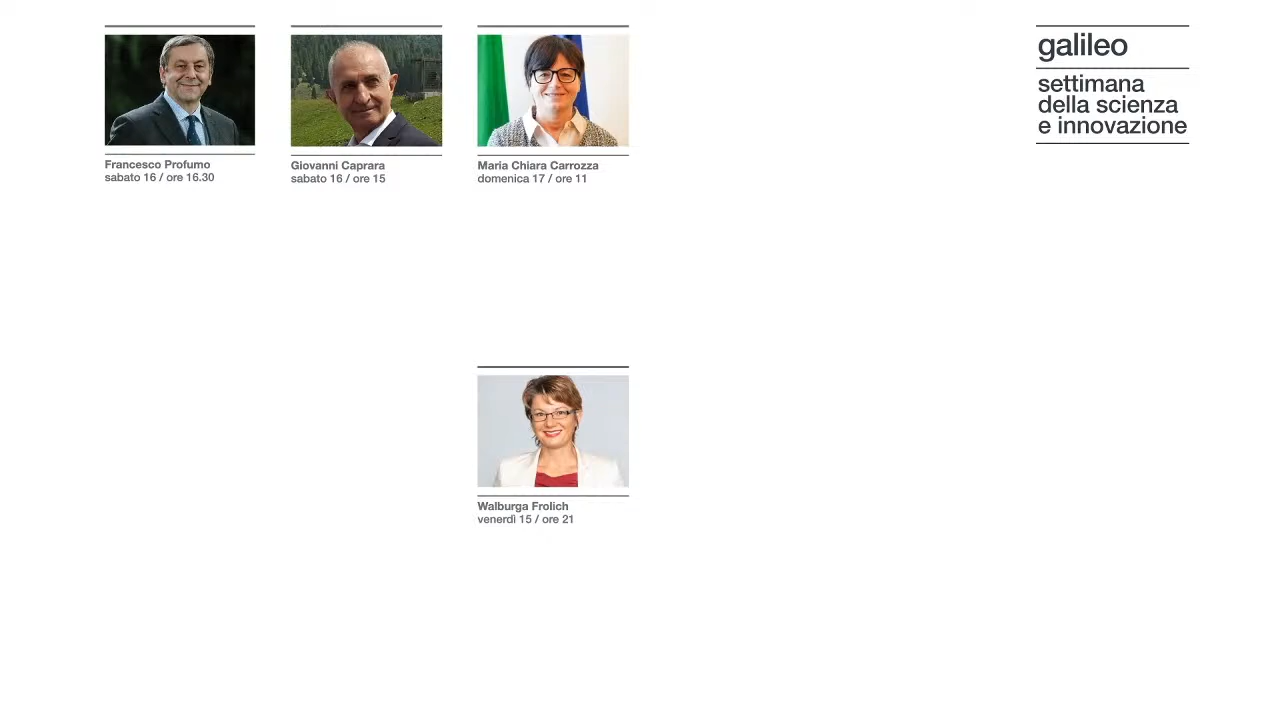 Francesco Profumo
sabato 16 / ore 16.30
Giovanni Caprara
sabato 16 / ore 15
Maria Chiara Carrozza
domenica 17 / ore 11
galileo
settimana
della scienza
e innovazione
Walburga Frolich
venerdì 15 / ore 21